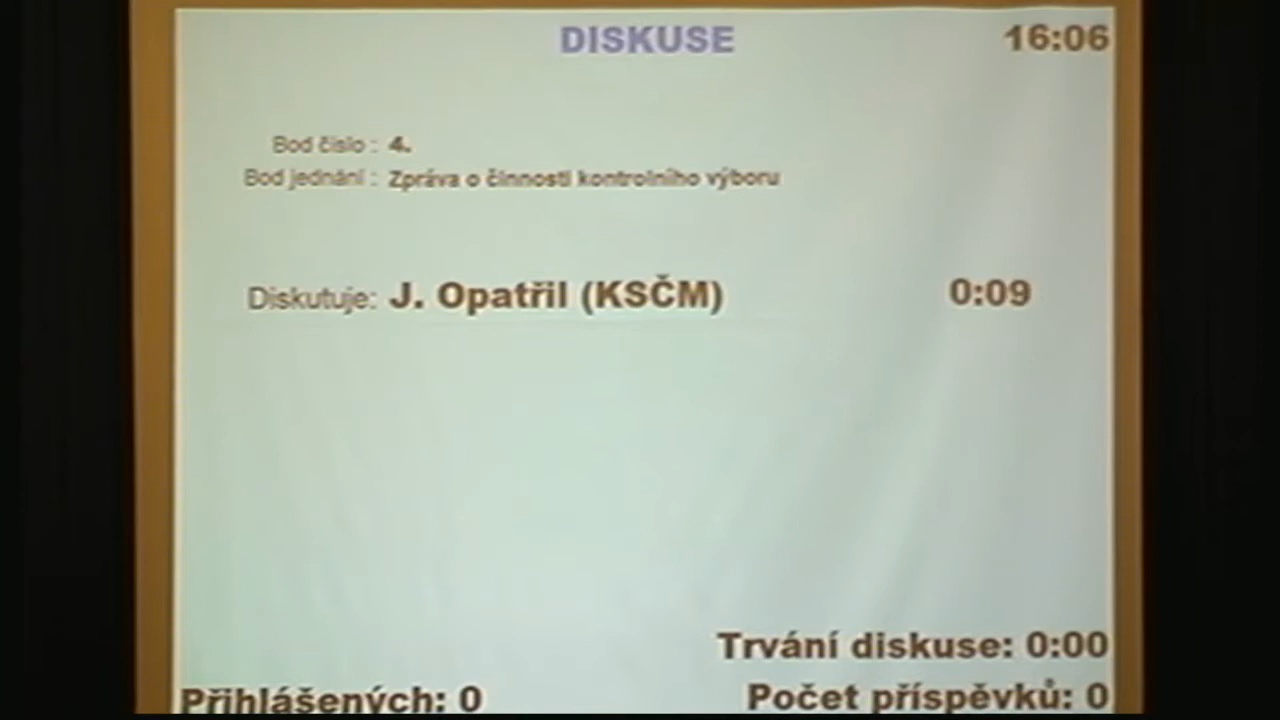 DISKUSE 16:06
Bod číslo : 4.
Bod jednání : Zpráva o činnosti kontrolního výboru
Diskutuje: J. Opatřil (KSČM) 0:09
Trvání diskuse: 0:00
Přihlášených: 0 Počet příspěvků: 0